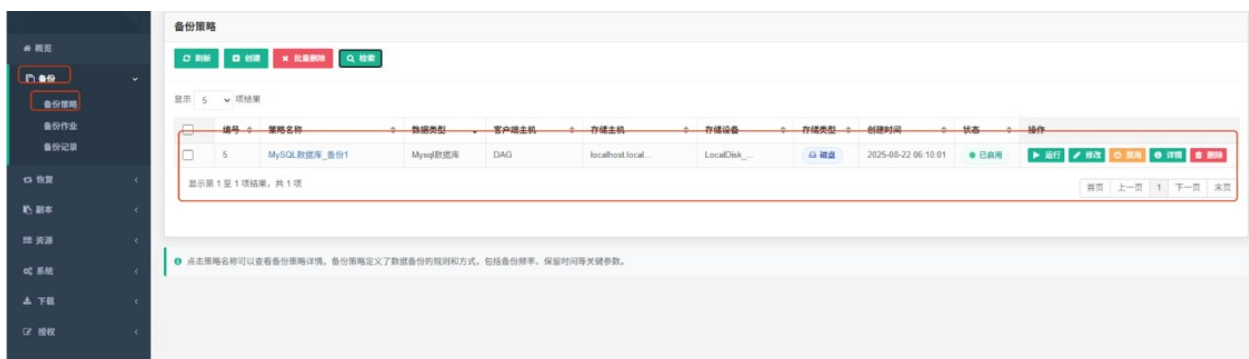 备份策略
概览
备份
备份策略
备份作业
备份记录
恢复
副本
资源
系统
下载
授权
刷新 创建 批量删除 检索
显示 5 项结果
编号 策略名称 数据类型 客户端主机 存储主机 存储设备 存储类型 创建时间 状态 操作
5 MySQL数据库_备份1 Mysql数据库 DAG localhost.local... LocalDisk_... 磁盘 2025-08-22 06:10:01 已启用 运行 修改 禁用 详情 删除
显示第 1 至 1 项结果，共 1 项
首页 上一页 1 下一页 末页
点击策略名称可以查看备份策略详情。备份策略定义了数据备份的规则和方式，包括备份频率、保留时间等关键参数。